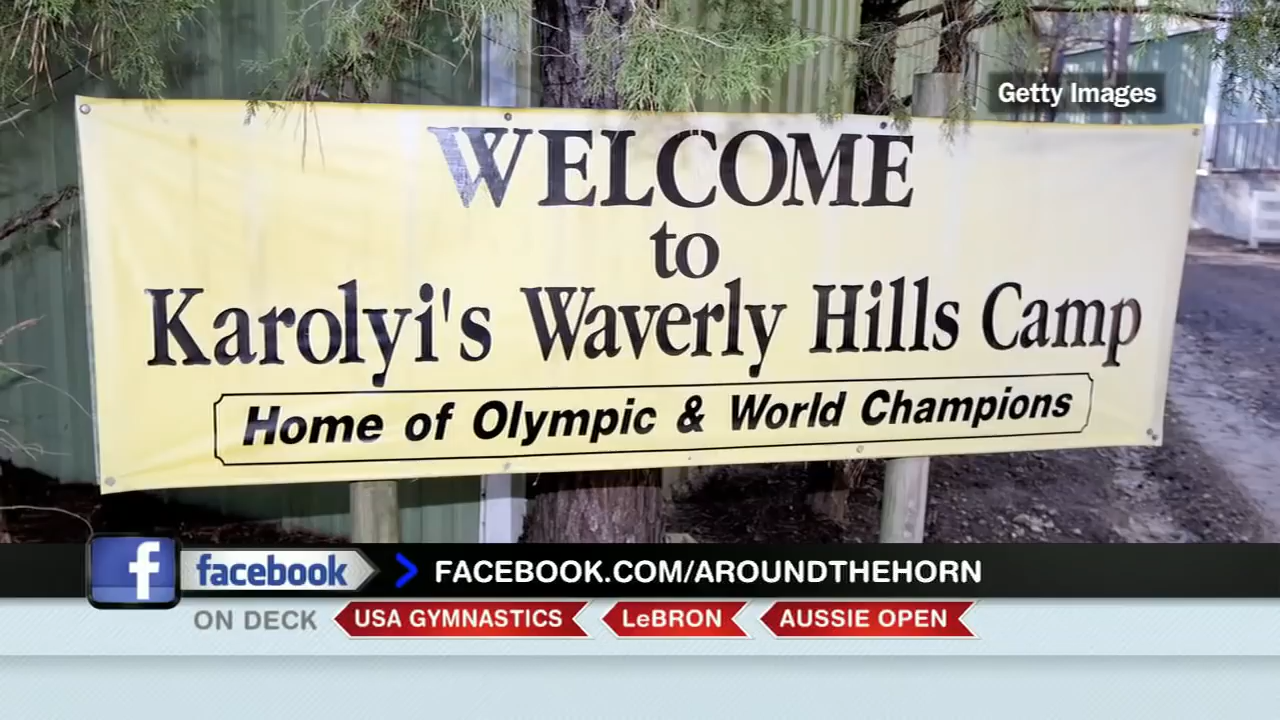 Getty Images
WELCOME
to
Karolyi's Waverly Hills Camp
Home of Olympic & World Champions
f facebook FACEBOOK.COM/AROUNDTHEHORN
ON DECK USA GYMNASTICS LeBRON AUSSIE OPEN